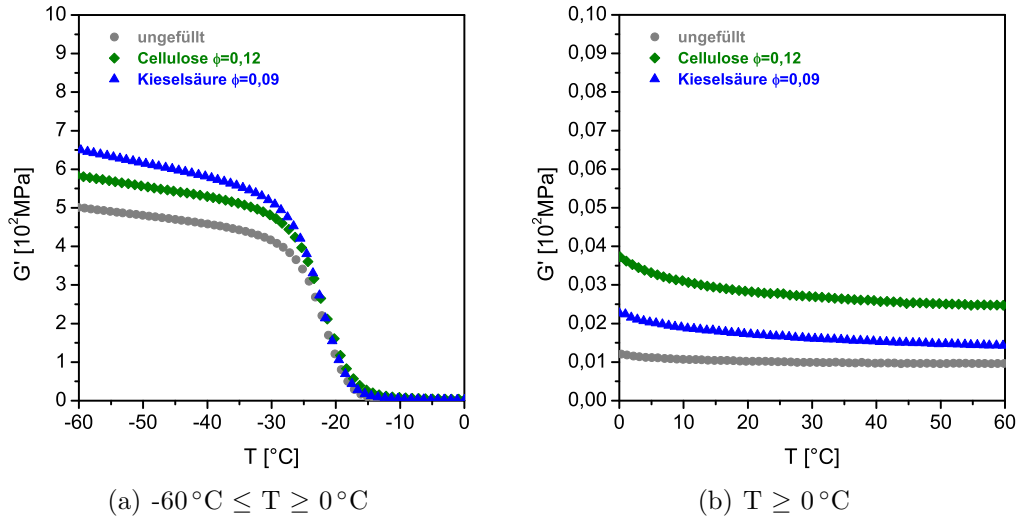 10
9
8
7
6
5
4
3
2
1
0
G' [10²MPa]
ungefüllt
Cellulose ϕ=0,12
Kieselsäure ϕ=0,09
-60 -50 -40 -30 -20 -10 0
T [°C]
(a) -60 °C ≤ T ≥ 0 °C
0,10
0,09
0,08
0,07
0,06
0,05
0,04
0,03
0,02
0,01
0,00
G' [10²MPa]
ungefüllt
Cellulose ϕ=0,12
Kieselsäure ϕ=0,09
0 10 20 30 40 50 60
T [°C]
(b) T ≥ 0 °C